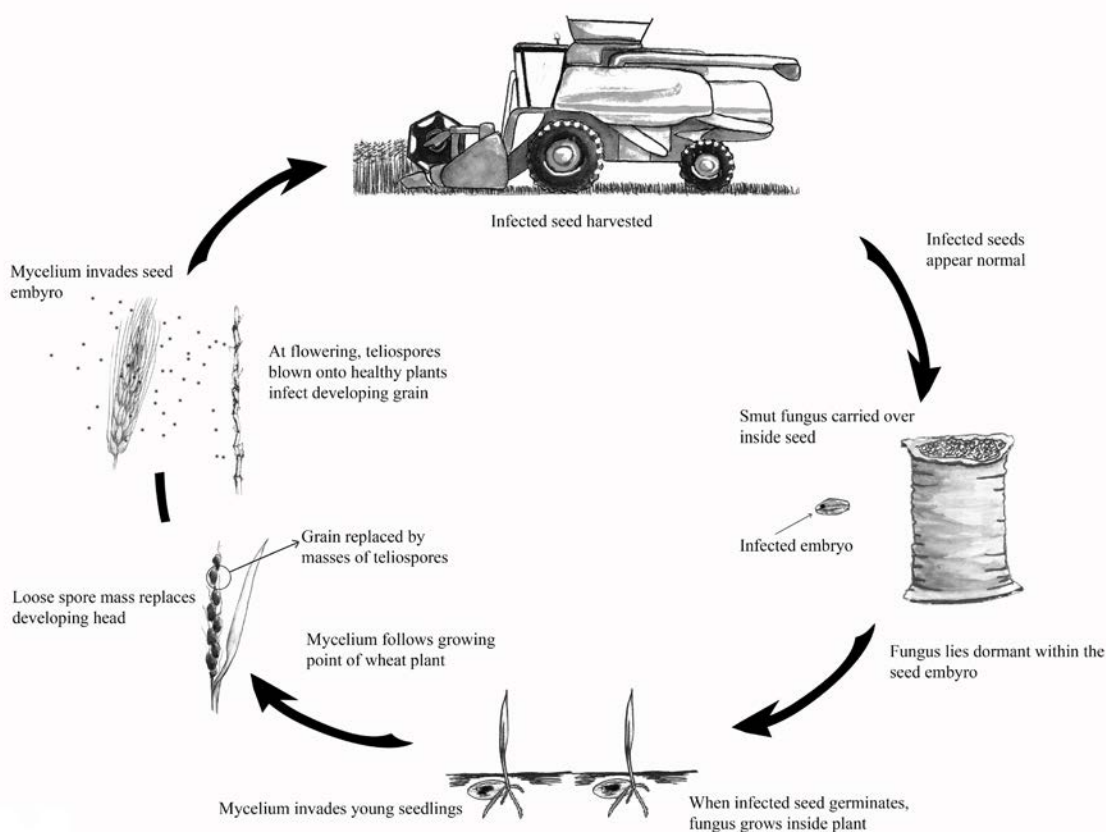 Infected seed harvested
Infected seeds
appear normal
Smut fungus carried over
inside seed
Infected embryo
Fungus lies dormant within the
seed embyro
When infected seed germinates,
fungus grows inside plant
Mycelium invades young seedlings
Mycelium follows growing
point of wheat plant
Loose spore mass replaces
developing head
Grain replaced by
masses of teliospores
At flowering, teliospores
blown onto healthy plants
infect developing grain
Mycelium invades seed
embyro